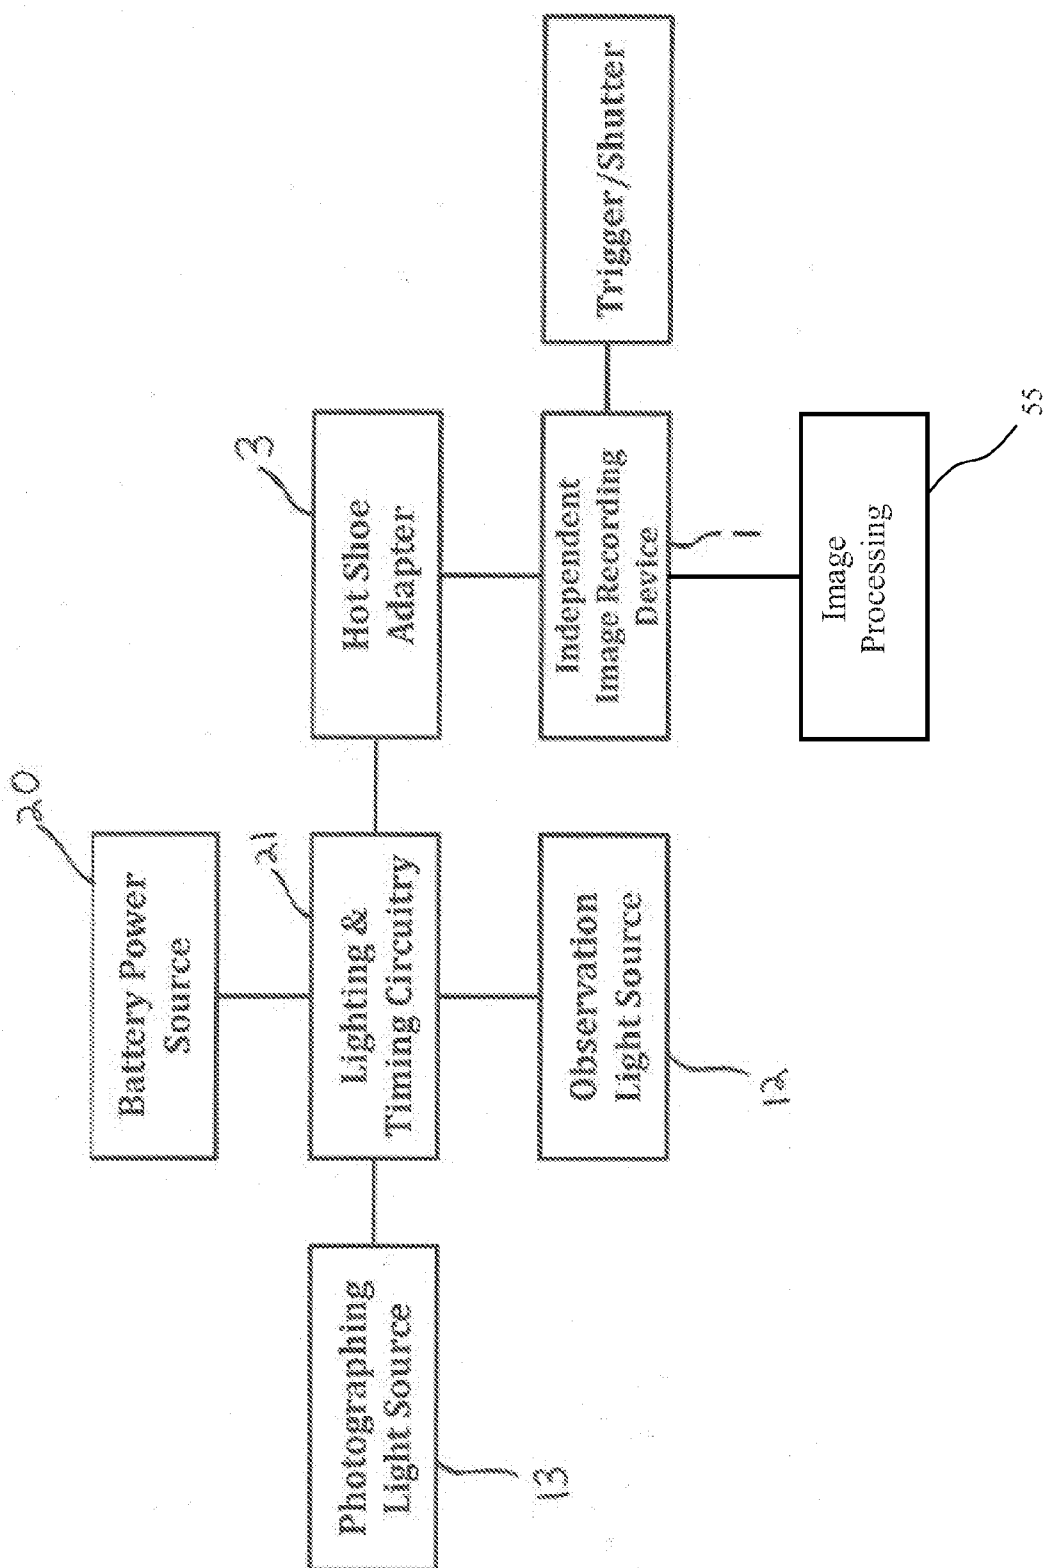 20
Battery Power
Source
3
21
Photographing
Light Source
Lighting &
Timing Circuitry
Hot Shoe
Adapter
13
Observation
Light Source
Independent
Image Recording
Device
Trigger/Shutter
12
1
Image
Processing
55